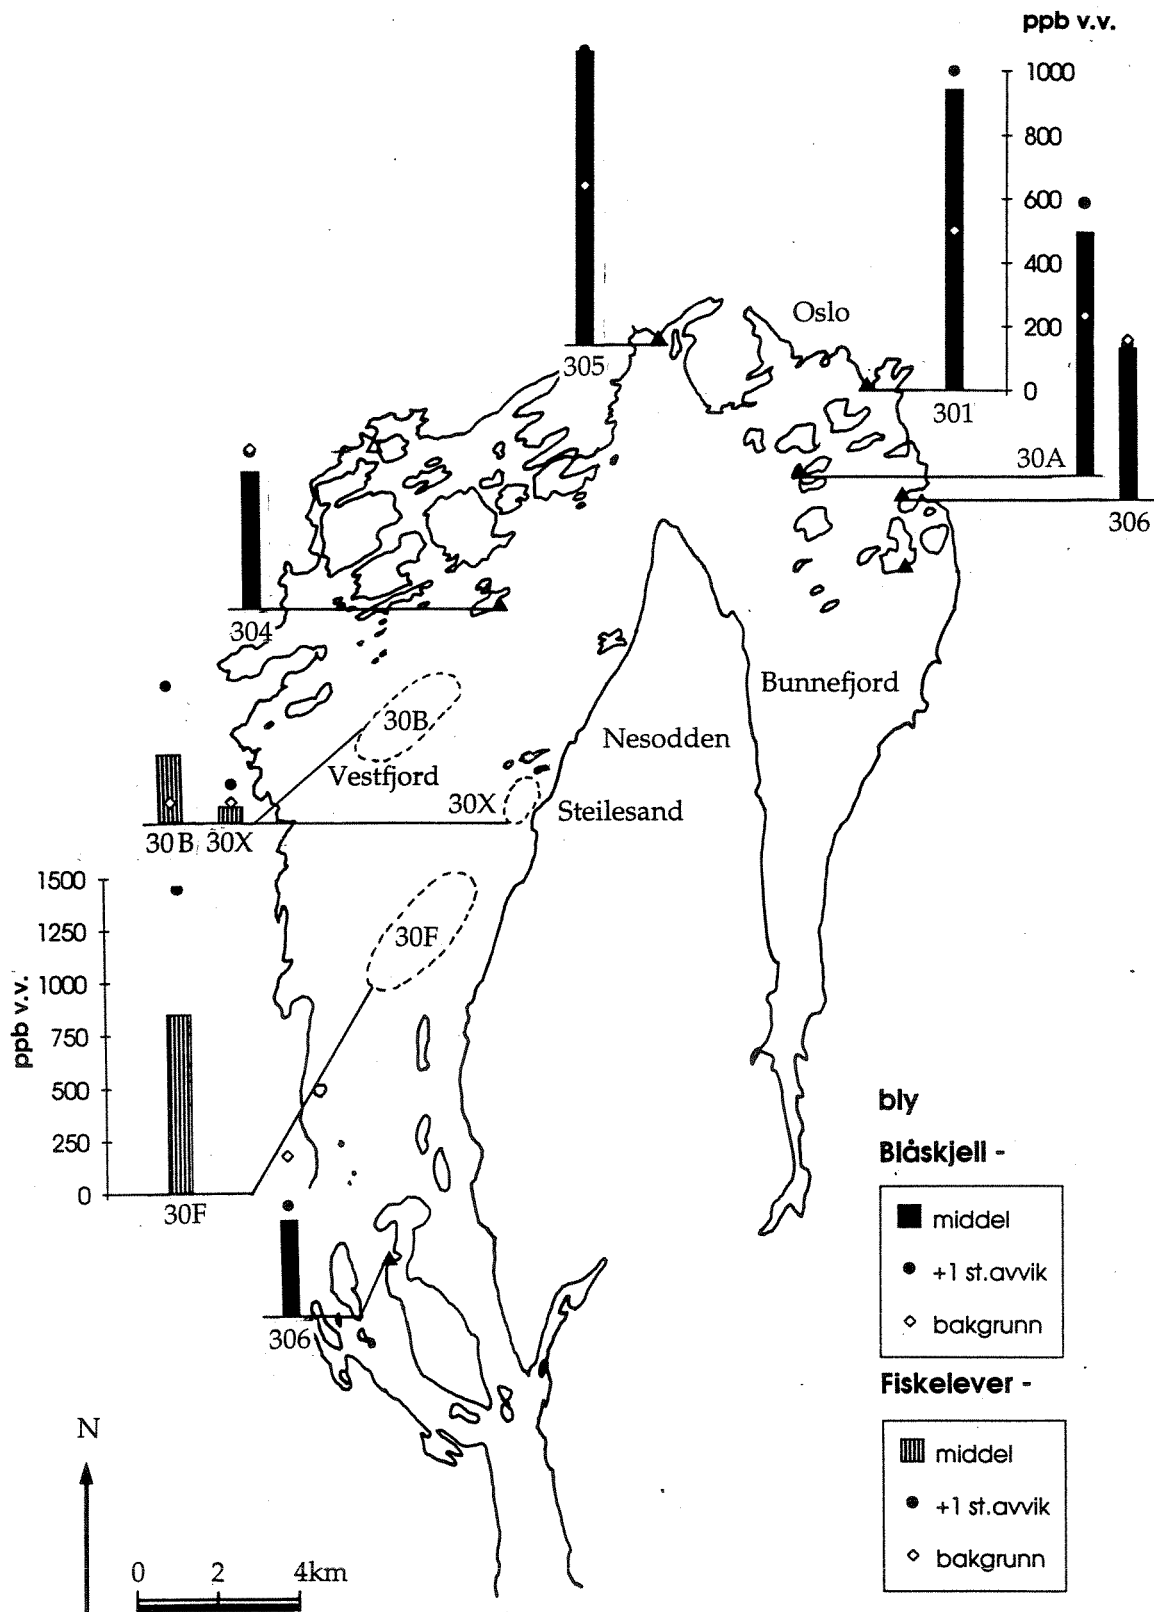 ppb v.v.
1000
800
600
400
200
0
Oslo
305
301
30A
306
304
Bunnefjord
30B
Nesodden
Vestfjord
30X
Steilesand
30B 30X
1500
1250
1000
750
500
250
0
ppb v.v.
30F
30F
306
bly
Blåskjell -
middel
+1 st.avvik
bakgrunn
Fiskelever -
middel
+1 st.avvik
bakgrunn
N
0 2 4km